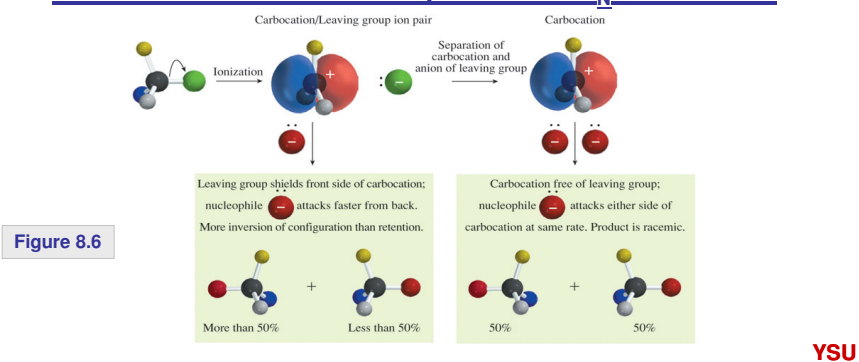 N
Carbocation/Leaving group ion pair
Carbocation
Ionization
+
:
–
Separation of
carbocation and
anion of leaving group
+
–
–
–
Leaving group shields front side of carbocation;
nucleophile – attacks faster from back.
More inversion of configuration than retention.
+
More than 50%
Less than 50%
Carbocation free of leaving group;
nucleophile – attacks either side of
carbocation at same rate. Product is racemic.
+
50%
50%
Figure 8.6
YSU